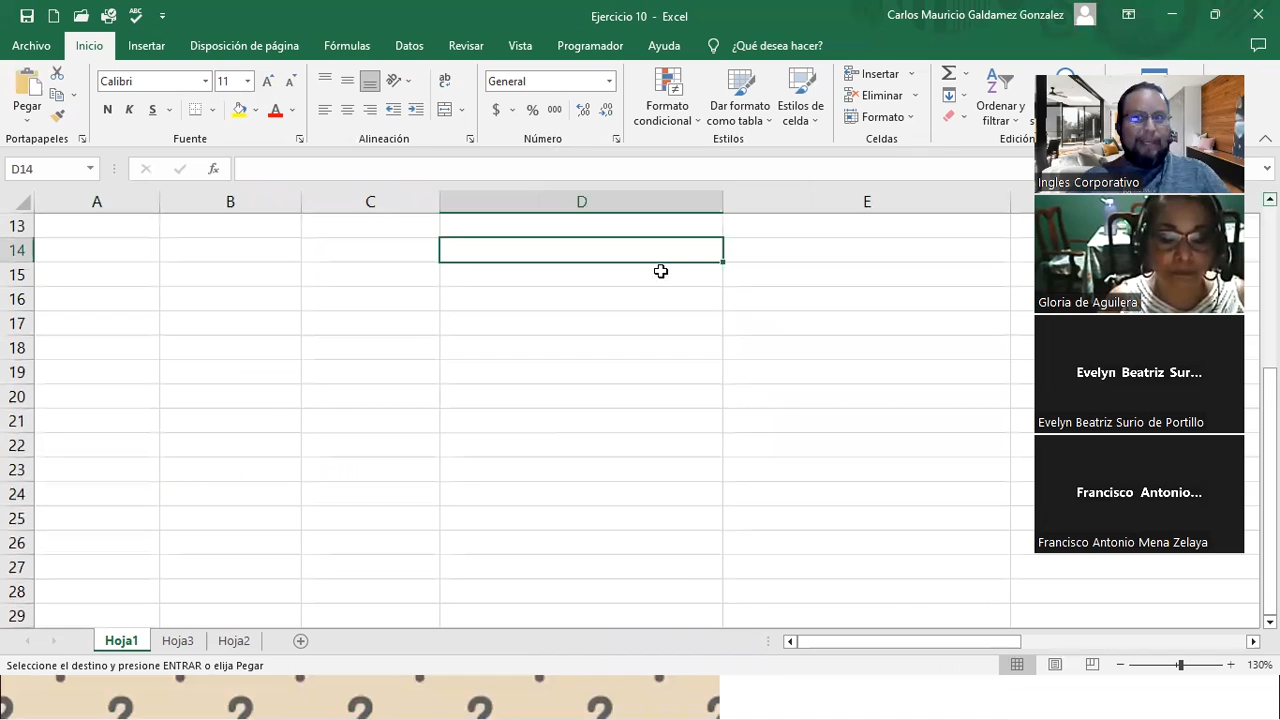 Ejercicio 10 - Excel
Carlos Mauricio Galdamez Gonzalez
Archivo Inicio Insertar Disposición de página Fórmulas Datos Revisar Vista Programador Ayuda ¿Qué desea hacer?
Calibri 11 General
Pegar
N K S
ab
$ % 000
Formato condicional
Dar formato como tabla
Estilos de celda
Insertar
Eliminar
Formato
Ordenar y filtrar
Portapapeles Fuente Alineación Número Estilos Celdas Edición
D14 fx
A B C D E
13
14
15
16
17
18
19
20
21
22
23
24
25
26
27
28
29
Ingles Corporativo
Gloria de Aguilera
Evelyn Beatriz Sur...
Evelyn Beatriz Surio de Portillo
Francisco Antonio...
Francisco Antonio Mena Zelaya
Hoja1 Hoja3 Hoja2
Seleccione el destino y presione ENTRAR o elija Pegar
130%
? ? ? ? ? ?